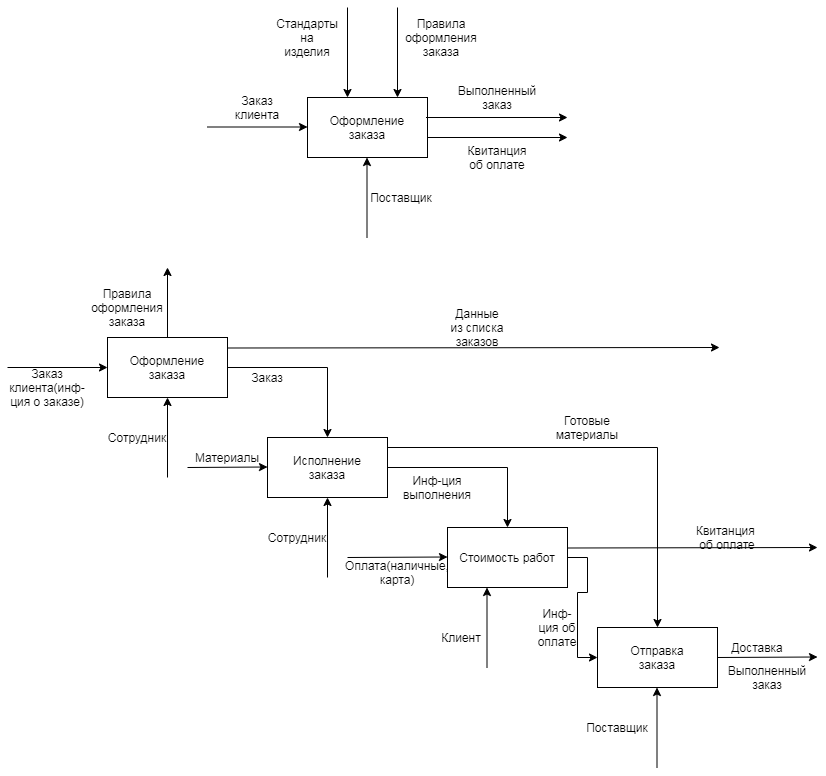 Стандарты
на
изделия
Правила
оформления
заказа
Заказ
клиента
Оформление
заказа
Выполненный
заказ
Квитанция
об оплате
Поставщик
Правила
оформления
заказа
Данные
из списка
заказов
Оформление
заказа
Заказ
клиента(инф-
ция о заказе)
Заказ
Сотрудник
Готовые
материалы
Материалы
Исполнение
заказа
Инф-ция
выполнения
Сотрудник
Квитанция
об оплате
Стоимость работ
Оплата(наличные,
карта)
Инф-
ция об
оплате
Клиент
Отправка
заказа
Доставка
Выполненный
заказ
Поставщик